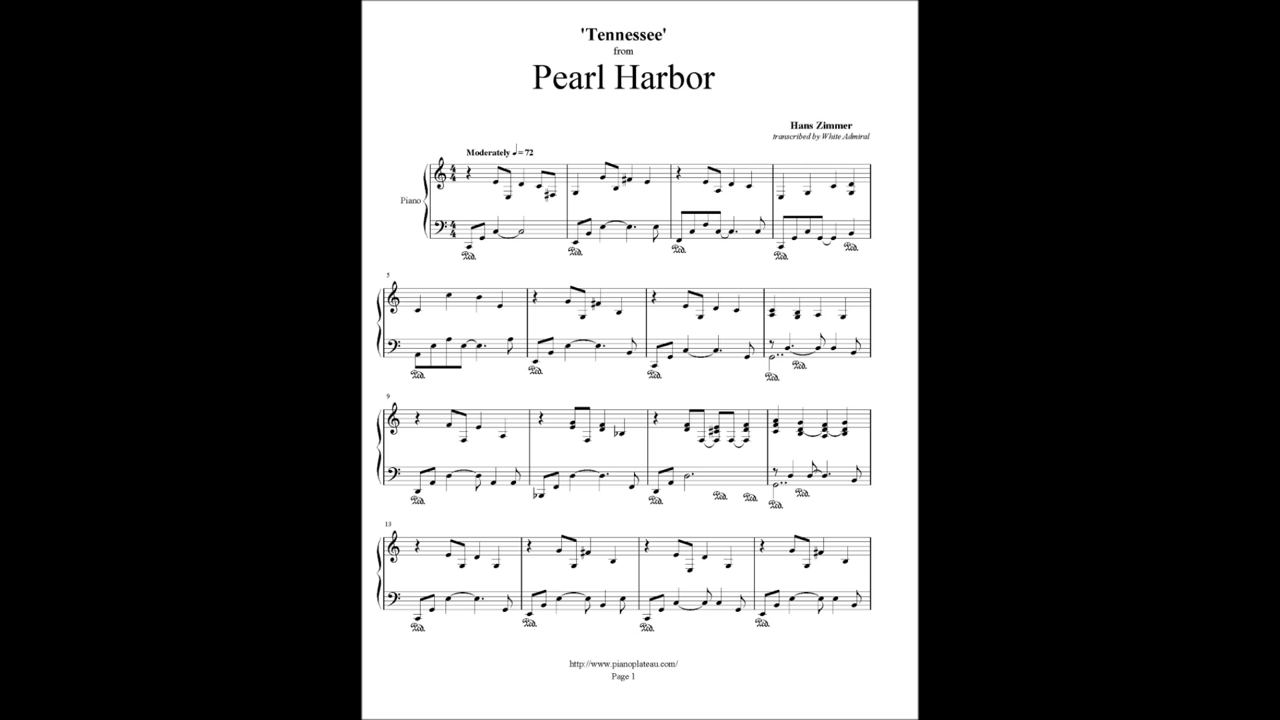 'Tennessee'
from
Pearl Harbor
Hans Zimmer
transcribed by White Admiral
Moderately ♩ = 72
Piano
5
9
13
http://www.pianoplateau.com/
Page 1